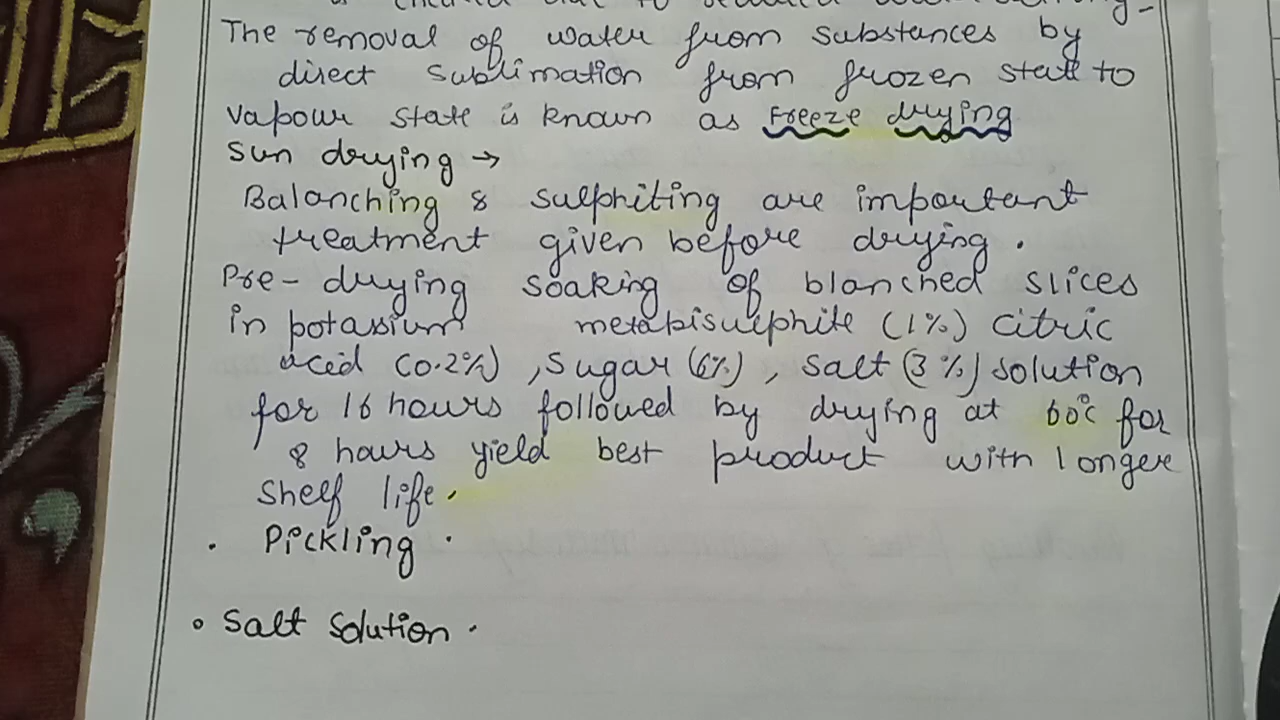 The removal of water from substances by
direct sublimation from frozen state to
vapour state is known as Freeze drying
Sun drying →
Balanching & sulphiting are important
treatment given before drying.
Pre-drying soaking of blanched slices
in potassium metabisulphite (1%) citric
acid (0.2%), sugar (6%), salt (3%) solution
for 16 hours followed by drying at 60°c for
8 hours yield best product with longer
shelf life.
. Pickling.
• Salt Solution.